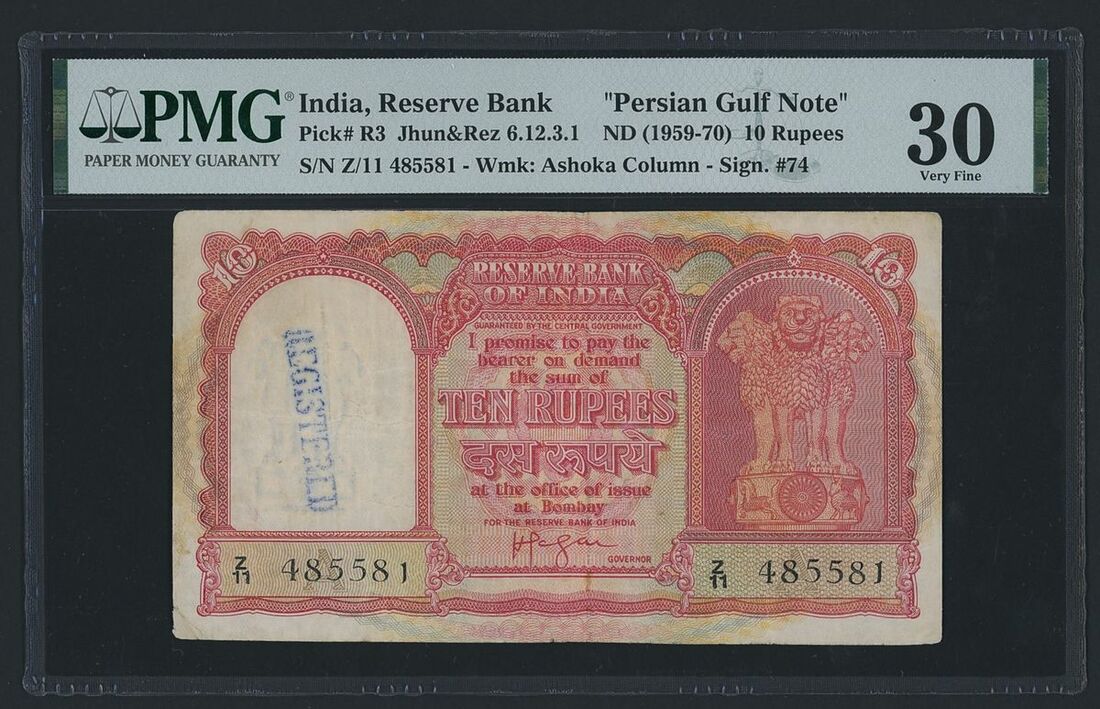 PMG®
PAPER MONEY GUARANTY
India, Reserve Bank "Persian Gulf Note"
Pick# R3 Jhun&Rez 6.12.3.1 ND (1959-70) 10 Rupees
S/N Z/11 485581 - Wmk: Ashoka Column - Sign. #74
30
Very Fine
10
10
RESERVE BANK
OF INDIA
GUARANTEED BY THE CENTRAL GOVERNMENT
I promise to pay the
bearer on demand
the sum of
TEN RUPEES
दस रूपये
at the office of issue
at Bombay
FOR THE RESERVE BANK OF INDIA
GOVERNOR
REGISTERED
Z/11 485581
A
Z/11 485581
A